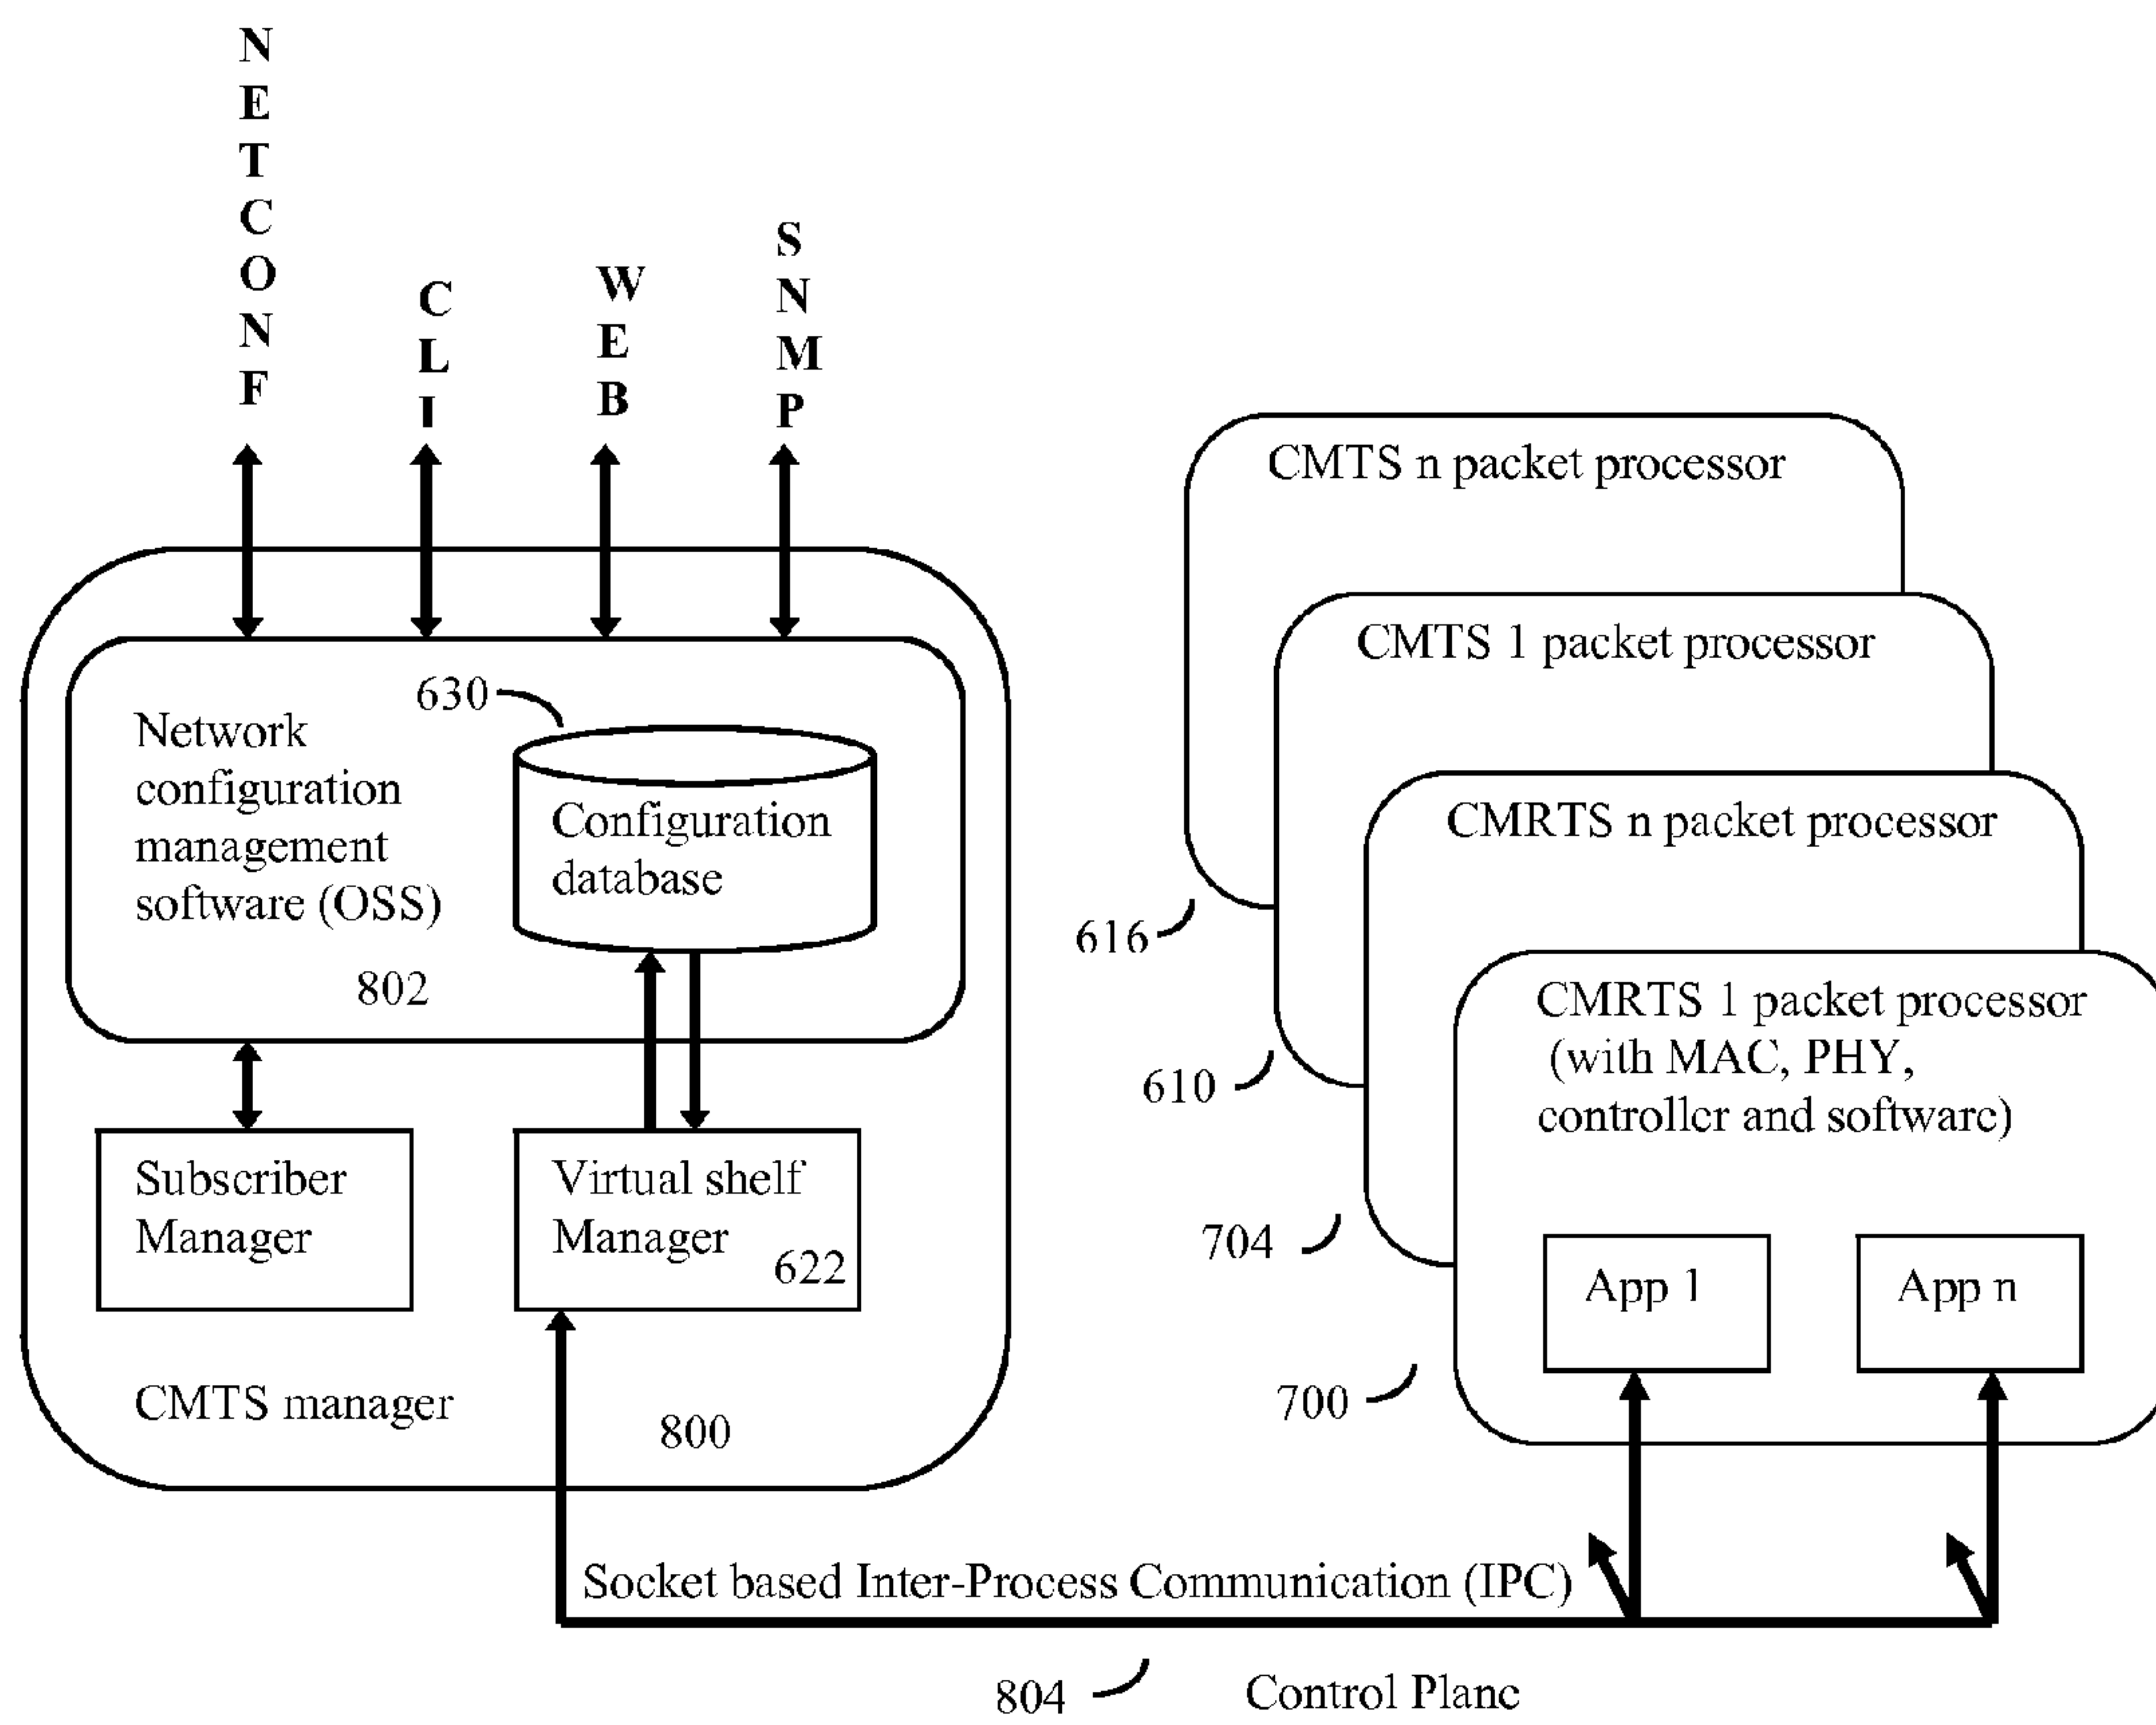 NETCONF
CLI
WEB
SNMP
630
Network
configuration
management
software (OSS)
802
Configuration
database
Subscriber
Manager
Virtual shelf
Manager
622
CMTS manager
800
CMTS n packet processor
616
CMTS 1 packet processor
610
CMRTS n packet processor
704
CMRTS 1 packet processor
(with MAC, PHY,
controller and software)
700
App 1
App n
Socket based Inter-Process Communication (IPC)
804
Control Plane